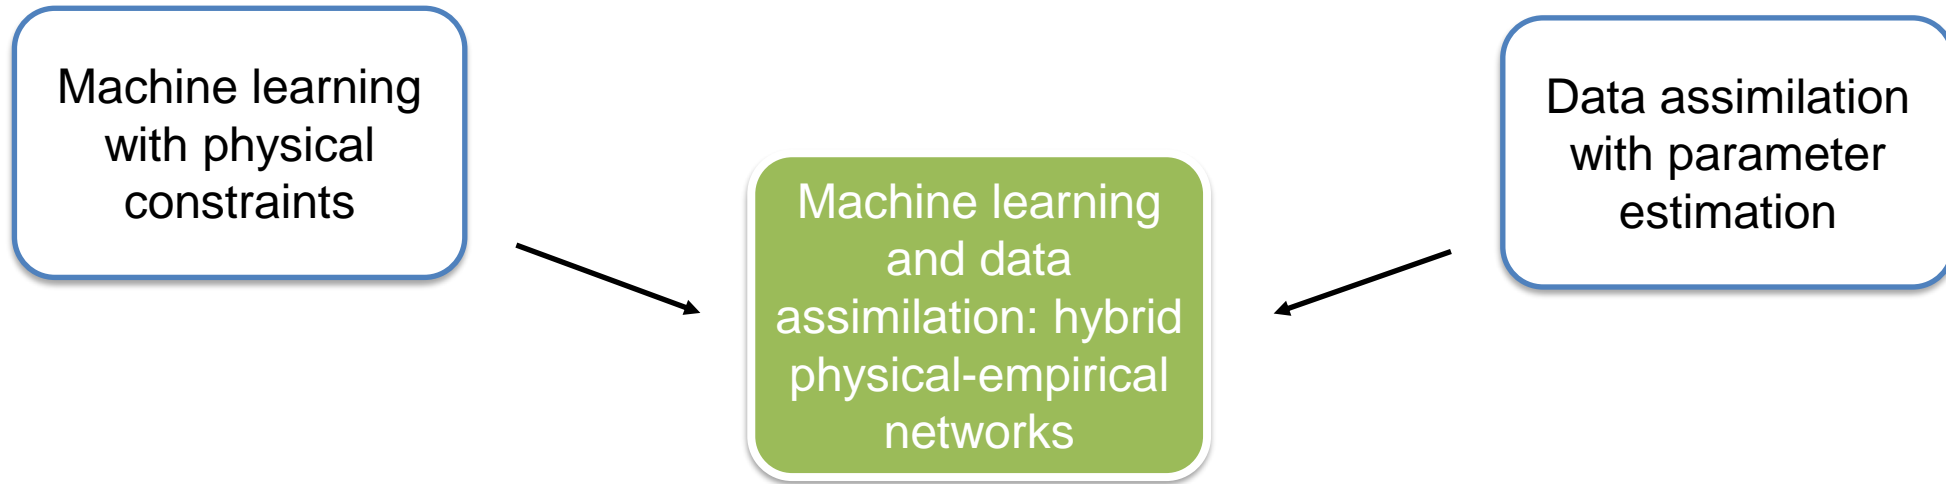 Machine learning
with physical
constraints
Machine learning
and data
assimilation: hybrid
physical-empirical
networks
Data assimilation
with parameter
estimation